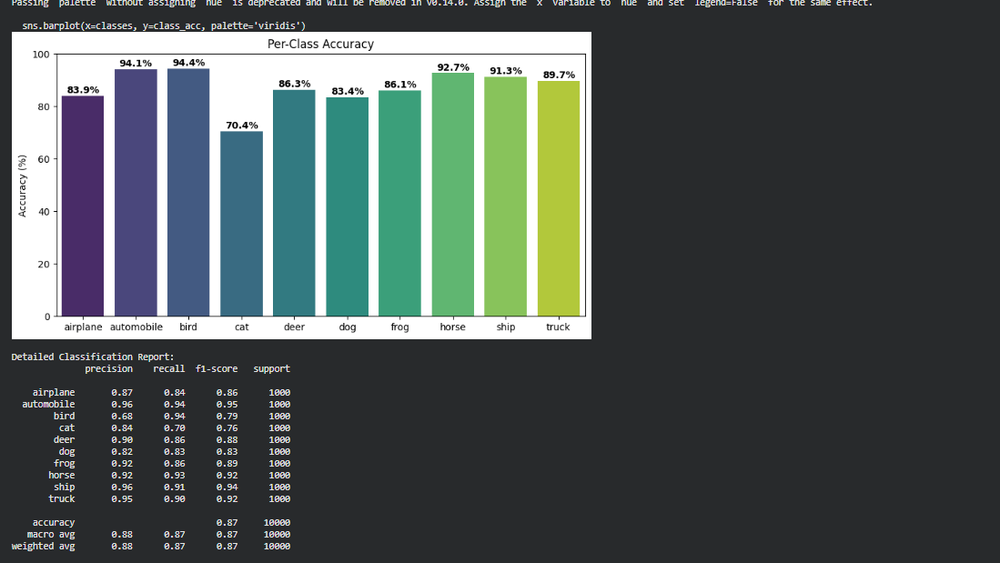 Passing `palette` without assigning `hue` is deprecated and will be removed in v0.14.0. Assign the `x` variable to `hue` and set `legend=False` for the same effect.
sns.barplot(x=classes, y=class_acc, palette='viridis')
Per-Class Accuracy
100
80
60
40
20
0
Accuracy (%)
83.9% 94.1% 94.4% 70.4% 86.3% 83.4% 86.1% 92.7% 91.3% 89.7%
airplane automobile bird cat deer dog frog horse ship truck
Detailed Classification Report:
precision recall f1-score support
airplane 0.87 0.84 0.86 1000
automobile 0.96 0.94 0.95 1000
bird 0.68 0.94 0.79 1000
cat 0.84 0.70 0.76 1000
deer 0.90 0.86 0.88 1000
dog 0.82 0.83 0.83 1000
frog 0.92 0.86 0.89 1000
horse 0.92 0.93 0.92 1000
ship 0.96 0.91 0.94 1000
truck 0.95 0.90 0.92 1000
accuracy 0.87 10000
macro avg 0.88 0.87 0.87 10000
weighted avg 0.88 0.87 0.87 10000